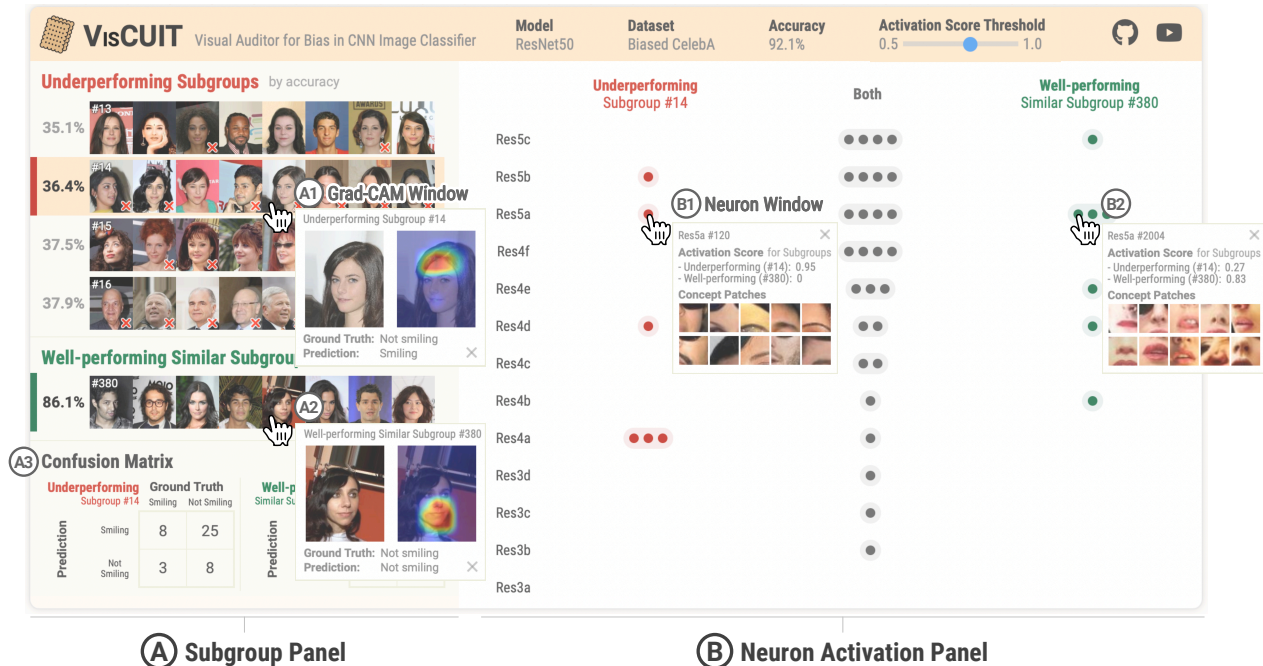 VISCUIT Visual Auditor for Bias in CNN Image Classifier
Model
ResNet50
Dataset
Biased CelebA
Accuracy
92.1%
Activation Score Threshold
0.5 1.0
Underperforming Subgroups by accuracy
#13
35.1%
#14
36.4%
#15
37.5%
#16
37.9%
A1 Grad-CAM Window
Underperforming Subgroup #14
Ground Truth: Not smiling
Prediction: Smiling
Well-performing Similar Subgrou
#380
86.1%
A2
Well-performing Similar Subgroup #380
Ground Truth: Not smiling
Prediction: Not smiling
A3 Confusion Matrix
Underperforming
Subgroup #14
Ground Truth
Smiling Not Smiling
Prediction
Smiling 8 25
Not
Smiling 3 8
Well-p
Similar Su
Prediction
Underperforming
Subgroup #14
Both
Well-performing
Similar Subgroup #380
Res5c
Res5b
Res5a
Res4f
Res4e
Res4d
Res4c
Res4b
Res4a
Res3d
Res3c
Res3b
Res3a
B1 Neuron Window
Res5a #120
Activation Score for Subgroups
- Underperforming (#14): 0.95
- Well-performing (#380): 0
Concept Patches
B2
Res5a #2004
Activation Score for Subgroups
- Underperforming (#14): 0.27
- Well-performing (#380): 0.83
Concept Patches
A Subgroup Panel
B Neuron Activation Panel